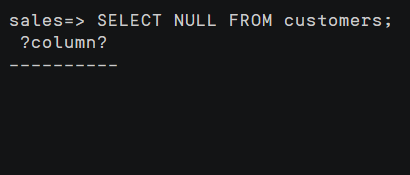 sales=> SELECT NULL FROM customers;
 ?column?
----------